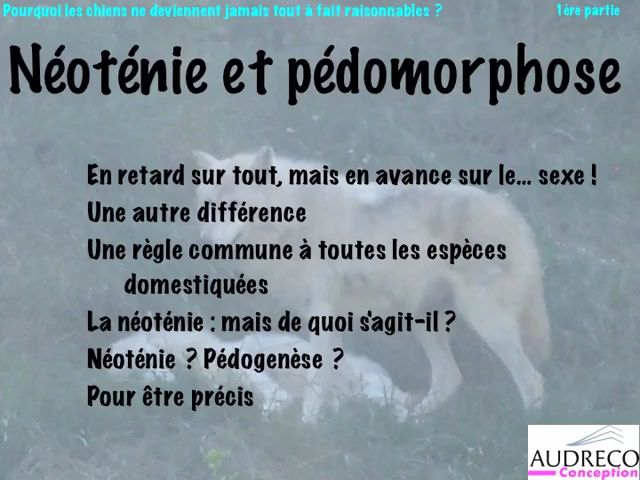 Pourquoi les chiens ne deviennent jamais tout à fait raisonnables ? 1ère partie
Néoténie et pédomorphose
En retard sur tout, mais en avance sur le... sexe !
Une autre différence
Une règle commune à toutes les espèces
domestiquées
La néoténie : mais de quoi s'agit-il ?
Néoténie ? Pédogenèse ?
Pour être précis
AUDRECO
Conception